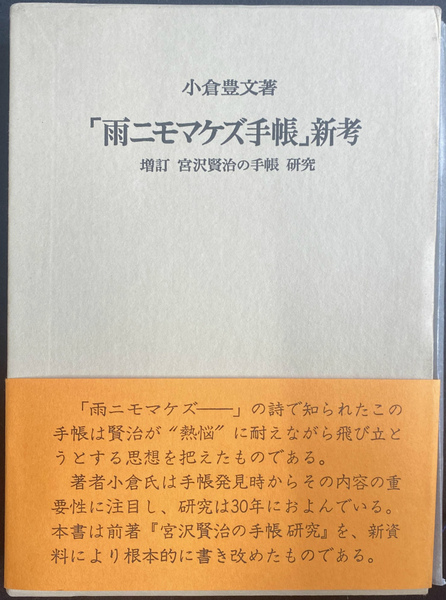 小倉豊文著
「雨ニモマケズ手帳」新考
増訂 宮沢賢治の手帳 研究
「雨ニモマケズ――」の詩で知られたこの
手帳は賢治が〝熱悩〟に耐えながら飛び立と
うとする思想を把えたものである。
著者小倉氏は手帳発見時からその内容の重
要性に注目し、研究は30年におよんでいる。
本書は前著『宮沢賢治の手帳 研究』を、新資
料により根本的に書き改めたものである。